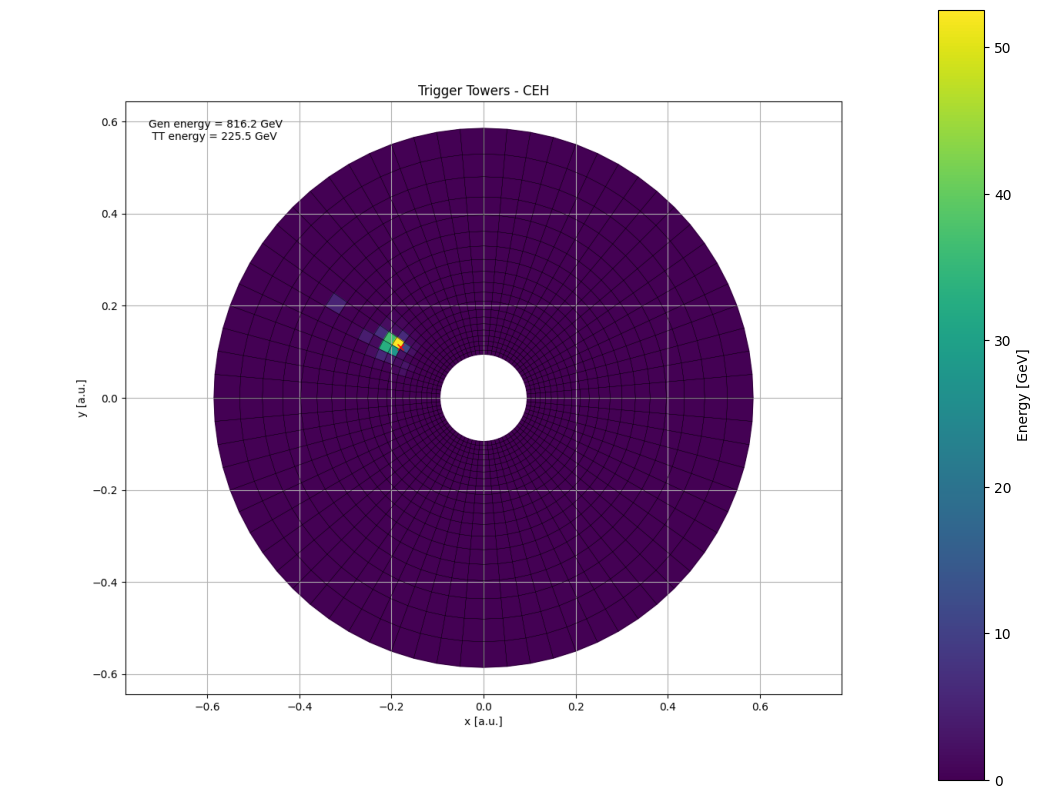 Trigger Towers - CEH
Gen energy = 816.2 GeV
TT energy = 225.5 GeV
0.6
0.4
0.2
0.0
−0.2
−0.4
−0.6
y [a.u.]
−0.6 −0.4 −0.2 0.0 0.2 0.4 0.6
x [a.u.]
50
40
30
20
10
0
Energy [GeV]